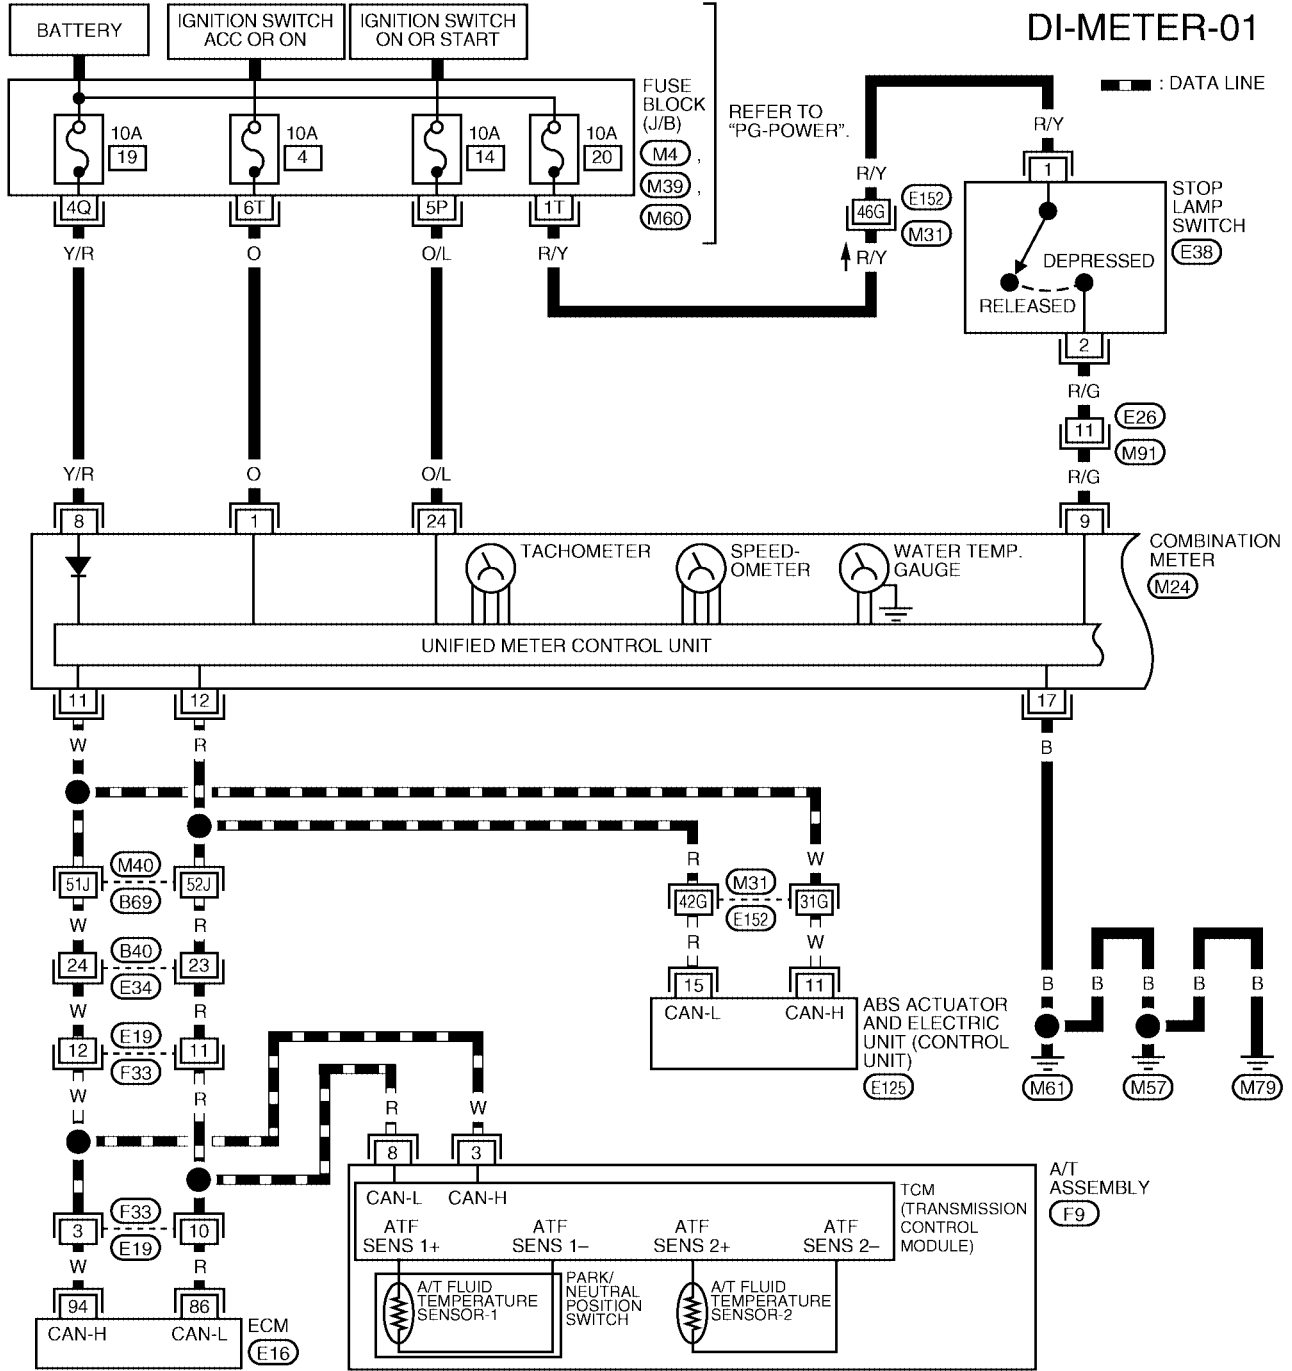 DI-METER-01
: DATA LINE
BATTERY
IGNITION SWITCH
ACC OR ON
IGNITION SWITCH
ON OR START
10A
19
10A
4
10A
14
10A
20
FUSE
BLOCK
(J/B)
M4 ,
M39 ,
M60
REFER TO
"PG-POWER".
4Q
6T
5P
1T
Y/R
O
O/L
R/Y
R/Y
46G
E152
M31
R/Y
R/Y
1
STOP
LAMP
SWITCH
E38
DEPRESSED
RELEASED
2
R/G
11
E26
M91
R/G
Y/R
O
O/L
8
1
24
9
TACHOMETER
SPEED-
OMETER
WATER TEMP.
GAUGE
COMBINATION
METER
M24
UNIFIED METER CONTROL UNIT
11
12
17
W
R
B
51J
M40
B69
52J
W
R
24
B40
E34
23
W
R
12
E19
F33
11
W
R
3
F33
E19
10
W
R
94
86
CAN-H
CAN-L
ECM
E16
R
W
42G
M31
E152
31G
R
W
15
11
CAN-L
CAN-H
ABS ACTUATOR
AND ELECTRIC
UNIT (CONTROL
UNIT)
E125
B
B
B
B
B
M61
M57
M79
R
W
8
3
CAN-L
CAN-H
ATF
SENS 1+
ATF
SENS 1–
ATF
SENS 2+
ATF
SENS 2–
TCM
(TRANSMISSION
CONTROL
MODULE)
A/T
ASSEMBLY
F9
A/T FLUID
TEMPERATURE
SENSOR-1
PARK/
NEUTRAL
POSITION
SWITCH
A/T FLUID
TEMPERATURE
SENSOR-2